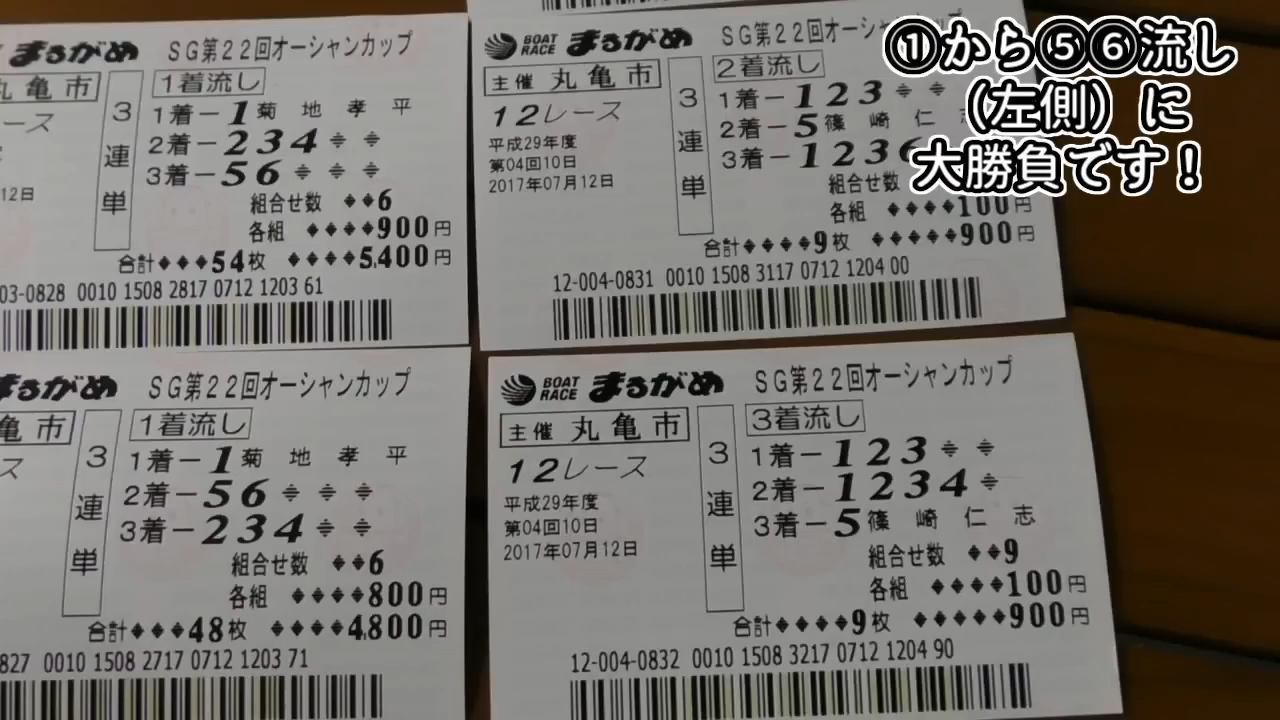 ①から⑤⑥流し
（左側）に
大勝負です！
まるがめ SG第22回オーシャンカップ
丸亀市
1着流し
3連単
1着－1 菊地孝平
2着－234
3着－56
12日
組合せ数 6
各組 900円
合計 54枚 5,400円
03-0828 0010 1508 2817 0712 1203 61
BOAT RACE まるがめ SG第22回オーシャンカップ
主催 丸亀市
2着流し
12レース
3連単
平成29年度
第04回10日
2017年07月12日
1着－123
2着－5 篠崎仁志
3着－1236
組合せ数
各組 100円
合計 9枚 900円
12-004-0831 0010 1508 3117 0712 1204 00
まるがめ SG第22回オーシャンカップ
亀市
1着流し
3連単
1着－1 菊地孝平
2着－56
3着－234
組合せ数 6
各組 800円
合計 48枚 4,800円
827 0010 1508 2717 0712 1203 71
BOAT RACE まるがめ SG第22回オーシャンカップ
主催 丸亀市
3着流し
12レース
3連単
平成29年度
第04回10日
2017年07月12日
1着－123
2着－1234
3着－5 篠崎仁志
組合せ数 9
各組 100円
合計 9枚 900円
12-004-0832 0010 1508 3217 0712 1204 90